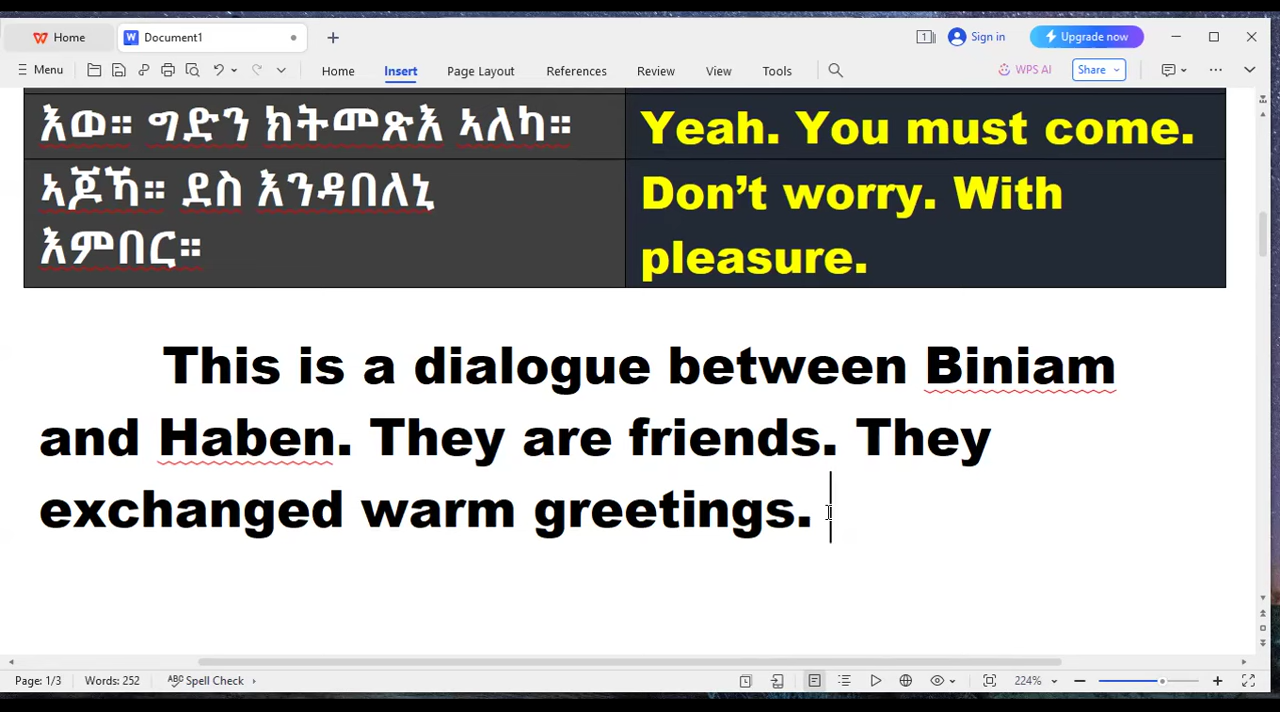 Home
Document1
Sign in
Upgrade now
Menu
Home
Insert
Page Layout
References
Review
View
Tools
WPS AI
Share
እወ። ግድን ክትመጽእ ኣለካ።
Yeah. You must come.
ኣጆኻ። ደስ እንዳበለኒ
እምበር።
Don’t worry. With
pleasure.
This is a dialogue between Biniam
and Haben. They are friends. They
exchanged warm greetings.
Page: 1/3
Words: 252
ABC Spell Check
224%